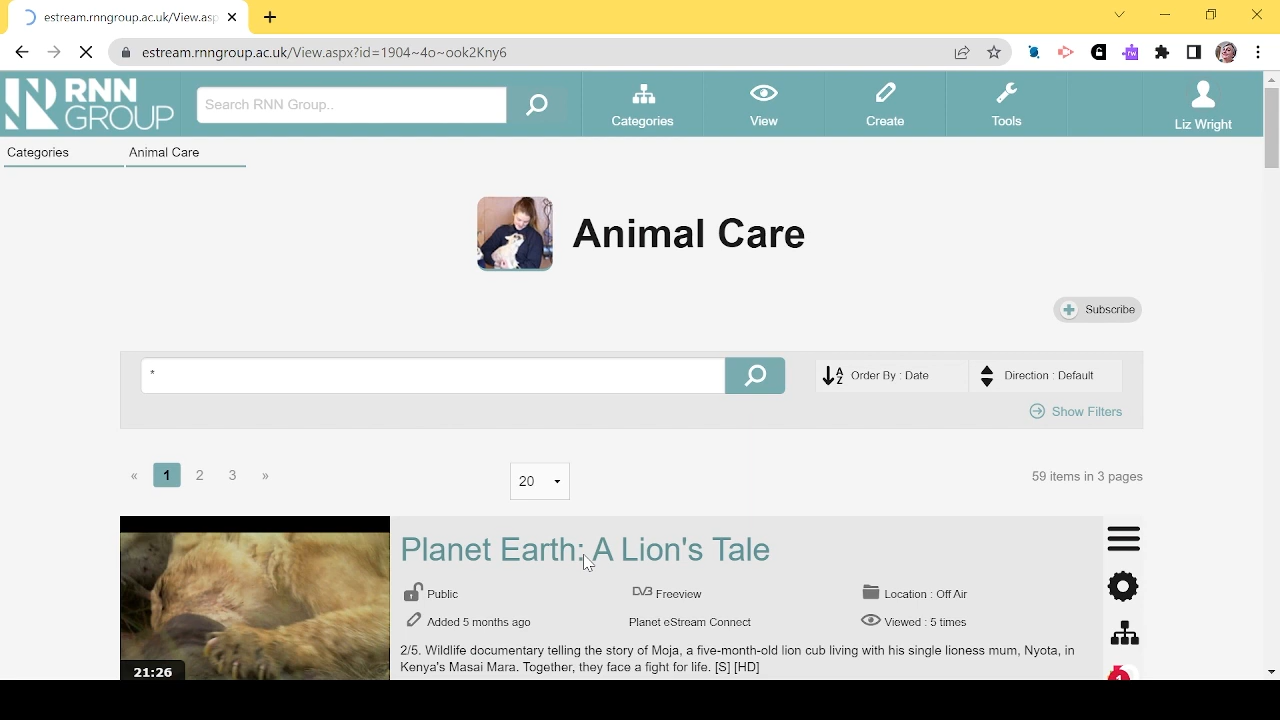 estream.rnngroup.ac.uk/View.asp
estream.rnngroup.ac.uk/View.aspx?id=1904~4o~ook2Kny6
RNN
GROUP
Search RNN Group..
Categories
View
Create
Tools
Liz Wright
Categories
Animal Care
Animal Care
Subscribe
*
Order By : Date
Direction : Default
Show Filters
« 1 2 3 »
20
59 items in 3 pages
Planet Earth: A Lion's Tale
Public
DVB Freeview
Location : Off Air
Added 5 months ago
Planet eStream Connect
Viewed : 5 times
2/5. Wildlife documentary telling the story of Moja, a five-month-old lion cub living with his single lioness mum, Nyota, in
Kenya's Masai Mara. Together, they face a fight for life. [S] [HD]
21:26
1